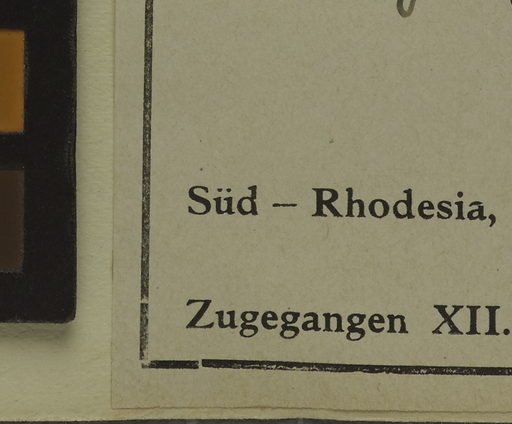 Süd – Rhodesia,
Zugegangen XII.